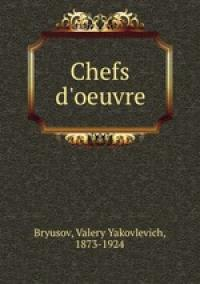 Chefs
d'oeuvre
Bryusov, Valery Yakovlevich,
1873-1924